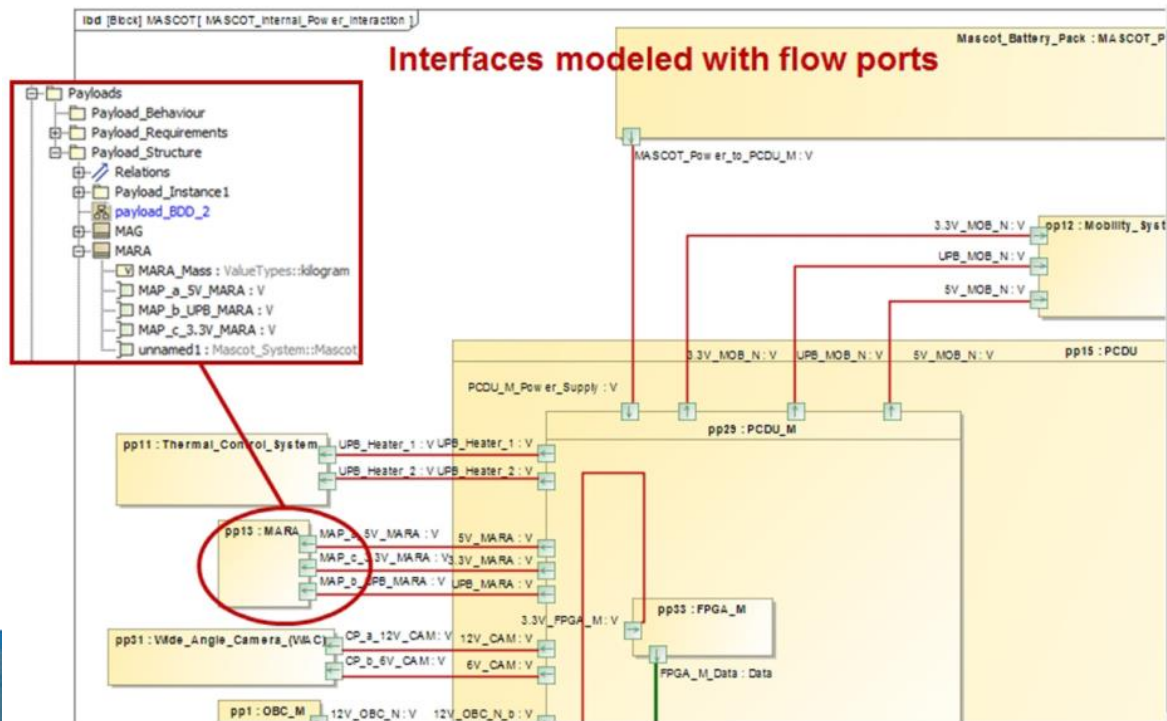 ibd [Block] MASCOT[ MASCOT_Internal_Power_Interaction ]
Interfaces modeled with flow ports
Mascot_Battery_Pack : MASCOT_P
MASCOT_Power_to_PCDU_M : V
Payloads
Payload_Behaviour
Payload_Requirements
Payload_Structure
Relations
Payload_Instance1
payload_BDD_2
MAG
MARA
MARA_Mass : ValueTypes::kilogram
MAP_a_5V_MARA : V
MAP_b_UPB_MARA : V
MAP_c_3.3V_MARA : V
unnamed1 : Mascot_System::Mascot
3.3V_MOB_N : V
pp12 : Mobility_Syst
UPB_MOB_N : V
5V_MOB_N : V
3.3V_MOB_N : V
UPB_MOB_N : V
5V_MOB_N : V
pp15 : PCDU
PCDU_M_Power_Supply : V
pp29 : PCDU_M
pp11 : Thermal_Control_System
UPB_Heater_1 : V
UPB_Heater_1 : V
UPB_Heater_2 : V
UPB_Heater_2 : V
pp13 : MARA
MAP_a_5V_MARA : V
5V_MARA : V
MAP_c_3.3V_MARA : V
3.3V_MARA : V
MAP_b_UPB_MARA : V
UPB_MARA : V
3.3V_FPGA_M : V
pp33 : FPGA_M
FPGA_M_Data : Data
pp31 : Wide_Angle_Camera_(WAC)
CP_a_12V_CAM : V
12V_CAM : V
CP_b_6V_CAM : V
6V_CAM : V
pp1 : OBC_M
12V_OBC_N : V
12V_OBC_N_b : V